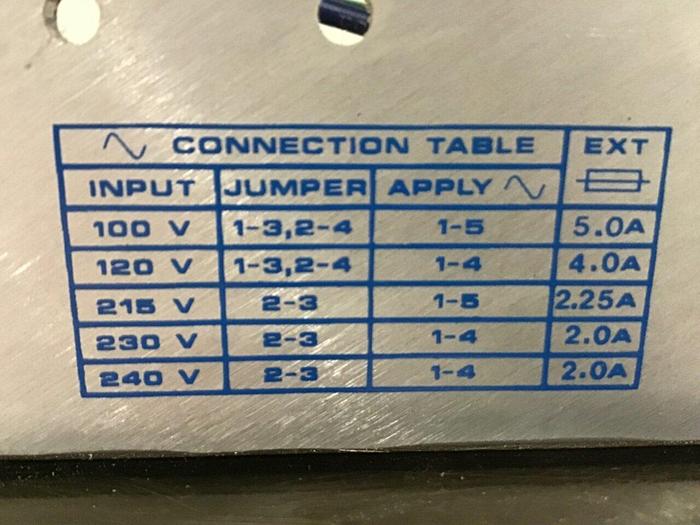 CONNECTION TABLE EXT
INPUT JUMPER APPLY
100 V 1-3,2-4 1-5 5.0A
120 V 1-3,2-4 1-4 4.0A
215 V 2-3 1-5 2.25A
230 V 2-3 1-4 2.0A
240 V 2-3 1-4 2.0A